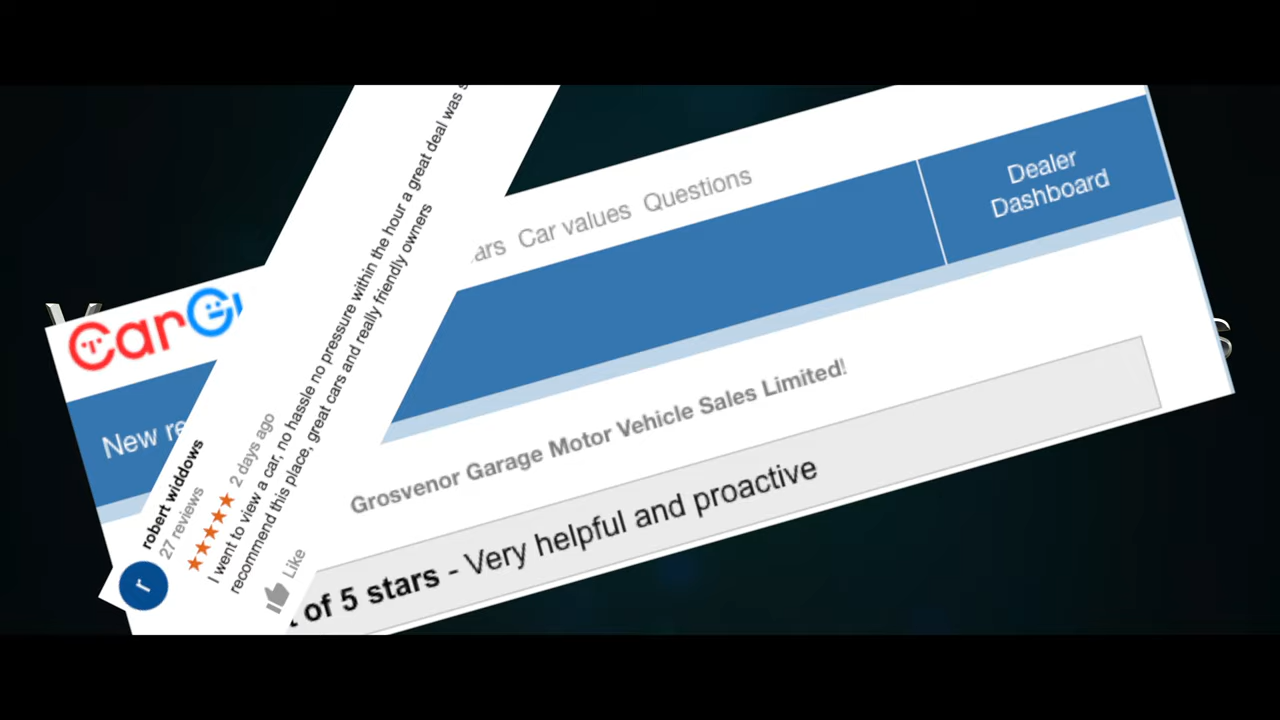 robert widdows
27 reviews
★★★★★ 2 days ago
I went to view a car, no hassle no pressure within the hour a great deal was
recommend this place, great cars and really friendly owners
Like
r
Car values Questions
Dealer
Dashboard
New
Grosvenor Garage Motor Vehicle Sales Limited!
of 5 stars - Very helpful and proactive